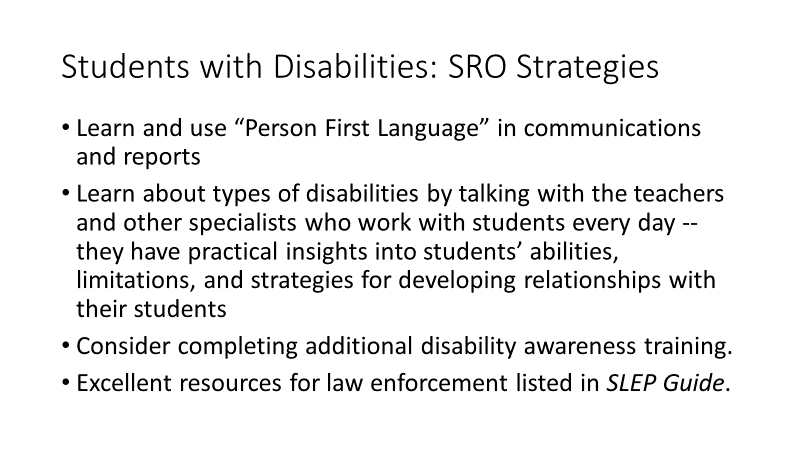 Students with Disabilities: SRO Strategies
• Learn and use “Person First Language” in communications
and reports
• Learn about types of disabilities by talking with the teachers
and other specialists who work with students every day --
they have practical insights into students’ abilities,
limitations, and strategies for developing relationships with
their students
• Consider completing additional disability awareness training.
• Excellent resources for law enforcement listed in SLEP Guide.